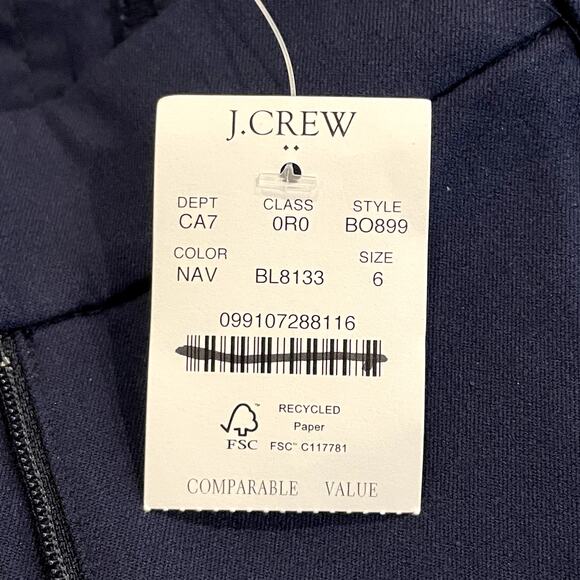 J.CREW
DEPT CLASS STYLE
CA7 0R0 BO899
COLOR SIZE
NAV BL8133 6
099107288116
RECYCLED
Paper
FSC™ C117781
FSC
COMPARABLE VALUE